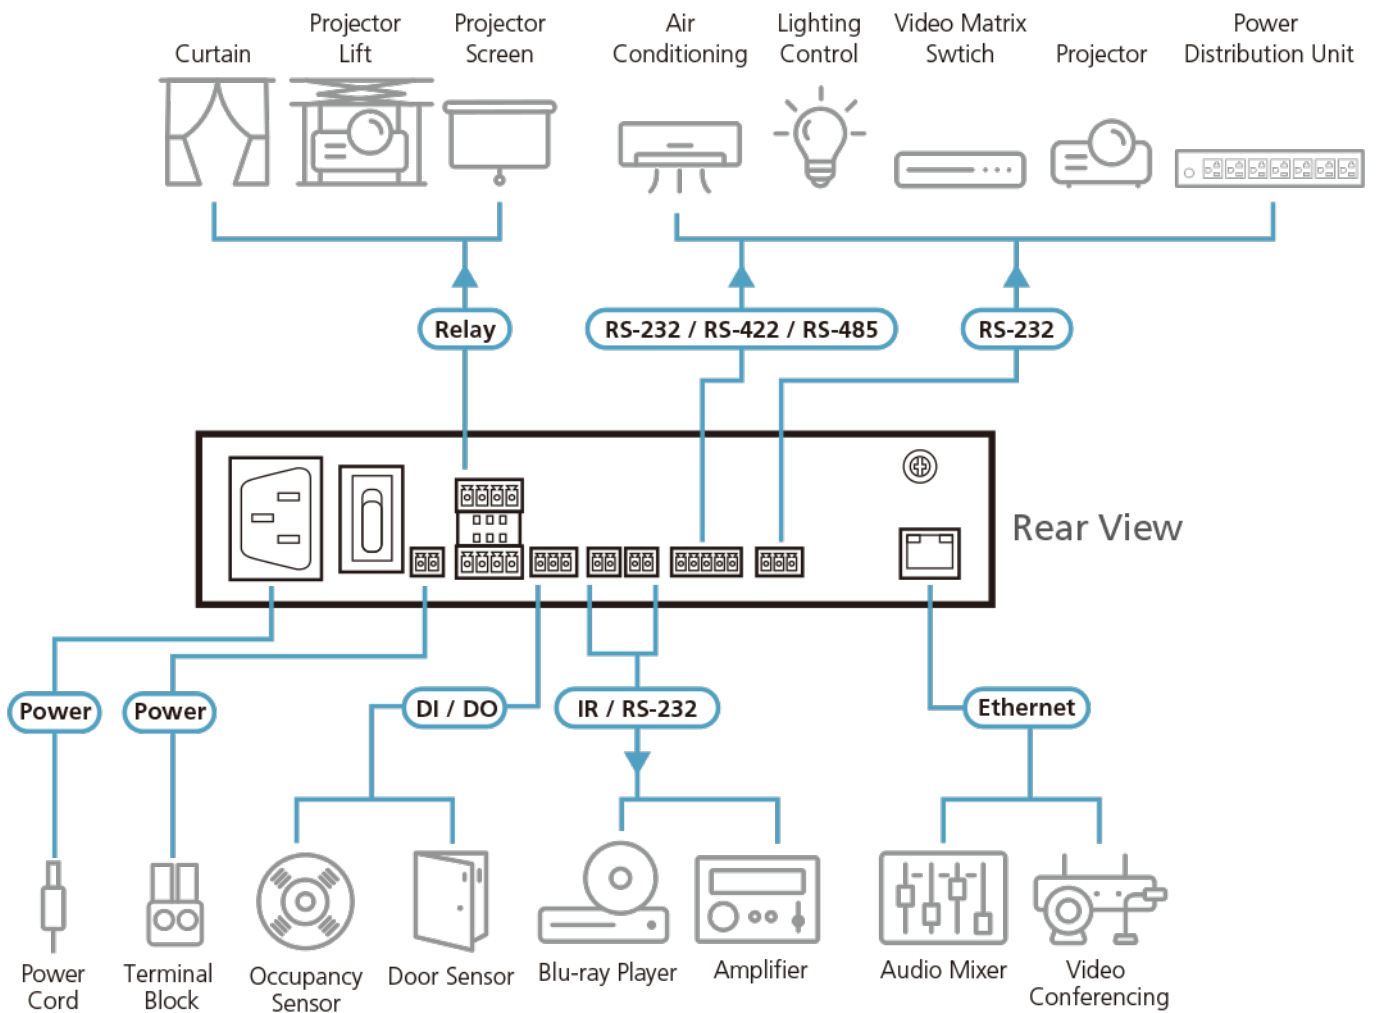 Curtain
Projector
Lift
Projector
Screen
Air
Conditioning
Lighting
Control
Video Matrix
Swtich
Projector
Power
Distribution Unit
Relay
RS-232 / RS-422 / RS-485
RS-232
Rear View
Power
Power
DI / DO
IR / RS-232
Ethernet
Power
Cord
Terminal
Block
Occupancy
Sensor
Door Sensor
Blu-ray Player
Amplifier
Audio Mixer
Video
Conferencing